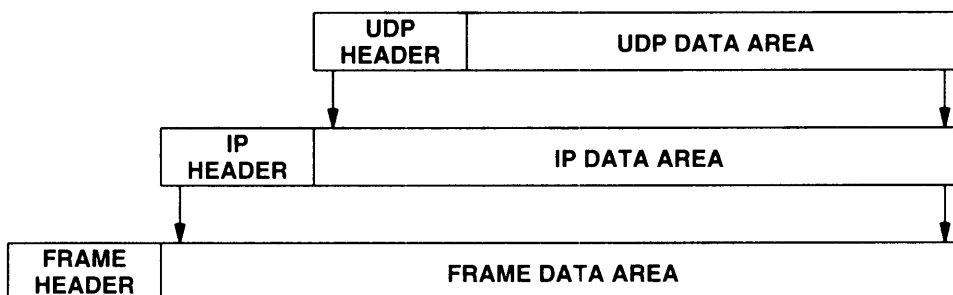 UDP
HEADER
UDP DATA AREA
IP
HEADER
IP DATA AREA
FRAME
HEADER
FRAME DATA AREA